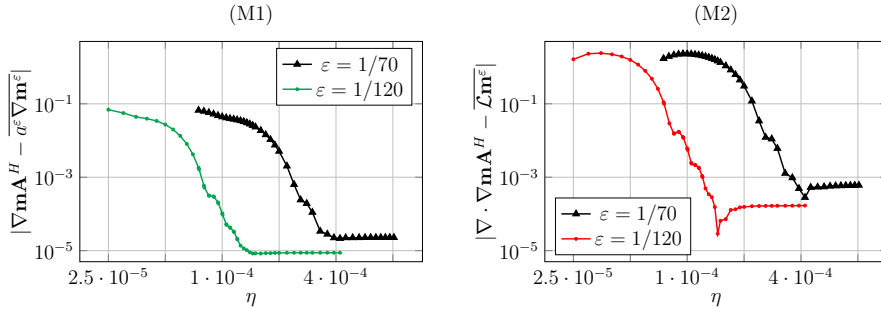 (M1)
|∇mA^H − \overline{a^ε∇m^ε}|
10^{−1}
10^{−3}
10^{−5}
ε = 1/70
ε = 1/120
2.5 · 10^{−5}
1 · 10^{−4}
4 · 10^{−4}
η
(M2)
|∇ · ∇mA^H − \overline{ℒm^ε}|
10^{−1}
10^{−3}
10^{−5}
ε = 1/70
ε = 1/120
2.5 · 10^{−5}
1 · 10^{−4}
4 · 10^{−4}
η